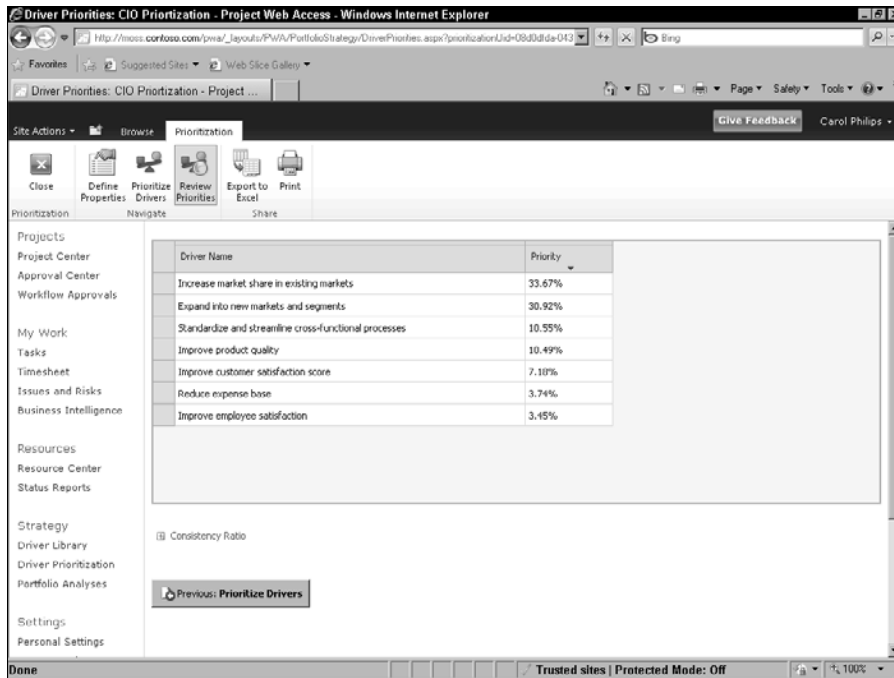 Driver Priorities: CIO Priortization - Project Web Access - Windows Internet Explorer
http://moss.contoso.com/pwa/_layouts/PWA/PortfolioStrategy/DriverPriorities.aspx?
Bing
Favorites Suggested Sites Web Slice Gallery
Driver Priorities: CIO Priortization - Project ...
Page Safety Tools
Give Feedback Carol Philips
Site Actions Browse Prioritization
Close Define Properties Prioritize Drivers Review Priorities Export to Excel Print
Prioritization Navigate Share
Projects
Project Center
Approval Center
Workflow Approvals
My Work
Tasks
Timesheet
Issues and Risks
Business Intelligence
Resources
Resource Center
Status Reports
Strategy
Driver Library
Driver Prioritization
Portfolio Analyses
Settings
Personal Settings
Driver Name Priority
Increase market share in existing markets 33.67%
Expand into new markets and segments 30.92%
Standardize and streamline cross-functional processes 10.55%
Improve product quality 10.49%
Improve customer satisfaction score 7.18%
Reduce expense base 3.74%
Improve employee satisfaction 3.45%
Consistency Ratio
Previous: Prioritize Drivers
Done Trusted sites | Protected Mode: Off 100%